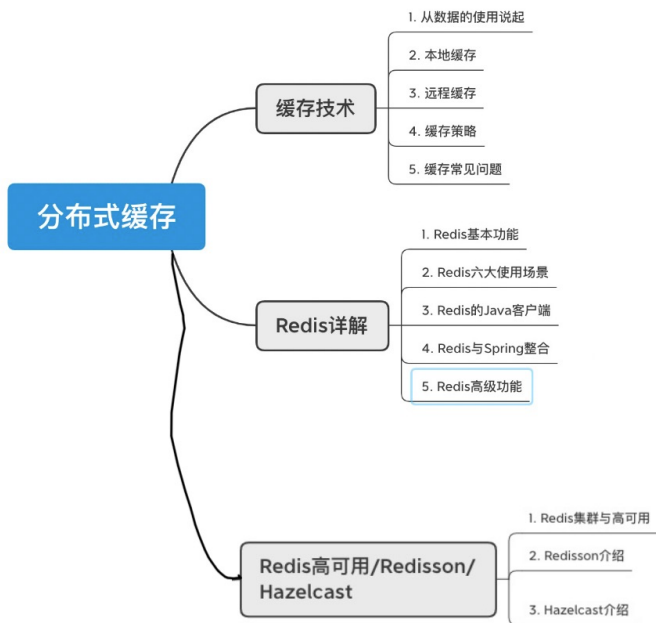 分布式缓存
缓存技术
1. 从数据的使用说起
2. 本地缓存
3. 远程缓存
4. 缓存策略
5. 缓存常见问题
Redis详解
1. Redis基本功能
2. Redis六大使用场景
3. Redis的Java客户端
4. Redis与Spring整合
5. Redis高级功能
Redis高可用/Redisson/
Hazelcast
1. Redis集群与高可用
2. Redisson介绍
3. Hazelcast介绍